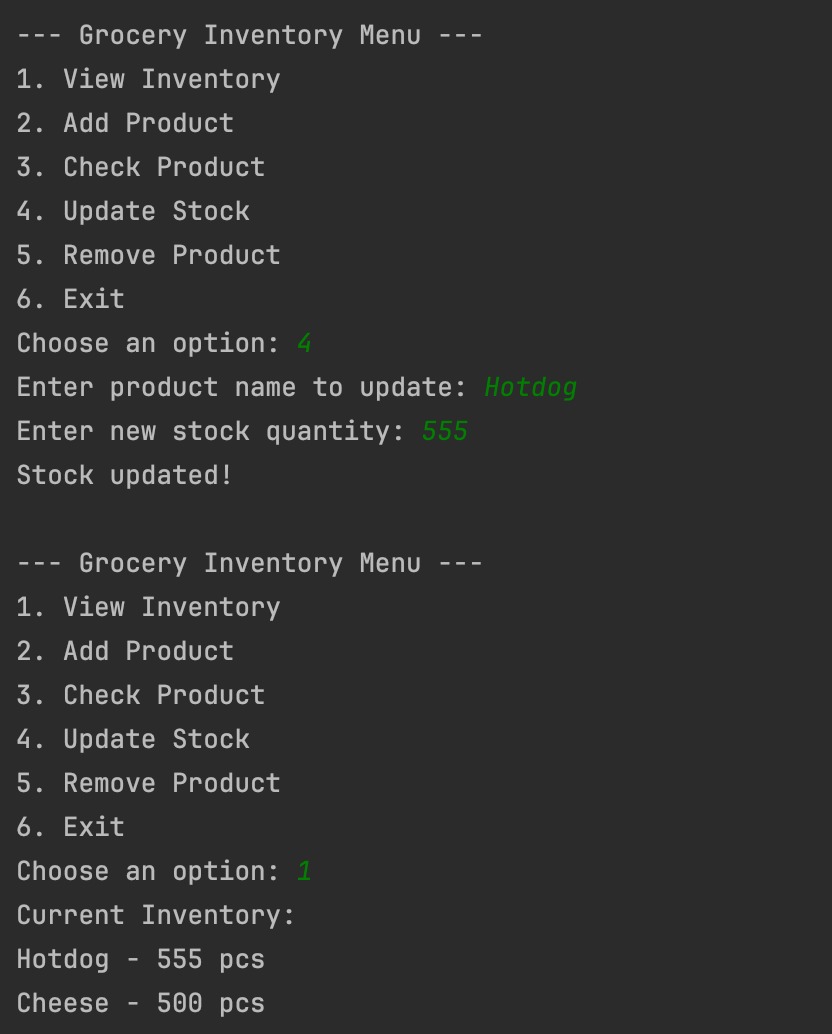 --- Grocery Inventory Menu ---
1. View Inventory
2. Add Product
3. Check Product
4. Update Stock
5. Remove Product
6. Exit
Choose an option: 4
Enter product name to update: Hotdog
Enter new stock quantity: 555
Stock updated!
--- Grocery Inventory Menu ---
1. View Inventory
2. Add Product
3. Check Product
4. Update Stock
5. Remove Product
6. Exit
Choose an option: 1
Current Inventory:
Hotdog - 555 pcs
Cheese - 500 pcs